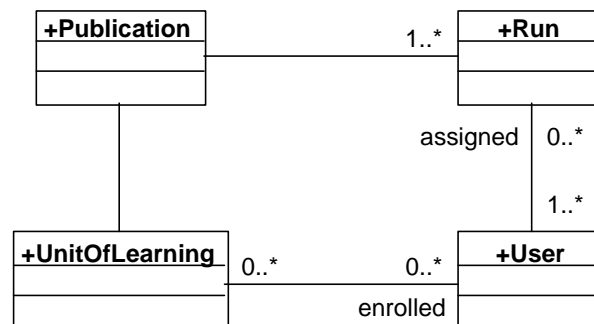 +Publication
+Run
1..*
assigned
0..*
1..*
+UnitOfLearning
+User
0..*
0..*
enrolled